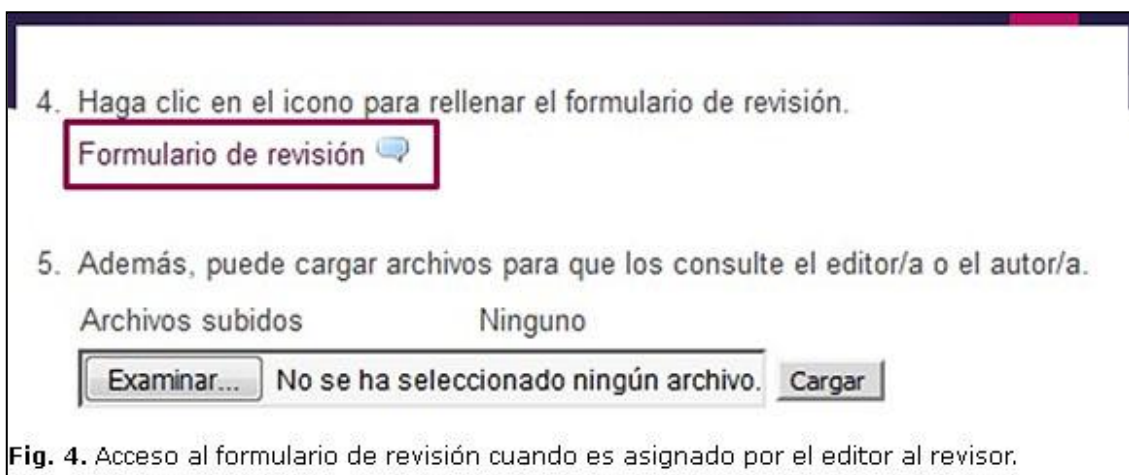 4. Haga clic en el icono para rellenar el formulario de revisión.
Formulario de revisión
5. Además, puede cargar archivos para que los consulte el editor/a o el autor/a.
Archivos subidos Ninguno
Examinar... No se ha seleccionado ningún archivo. Cargar
Fig. 4. Acceso al formulario de revisión cuando es asignado por el editor al revisor.